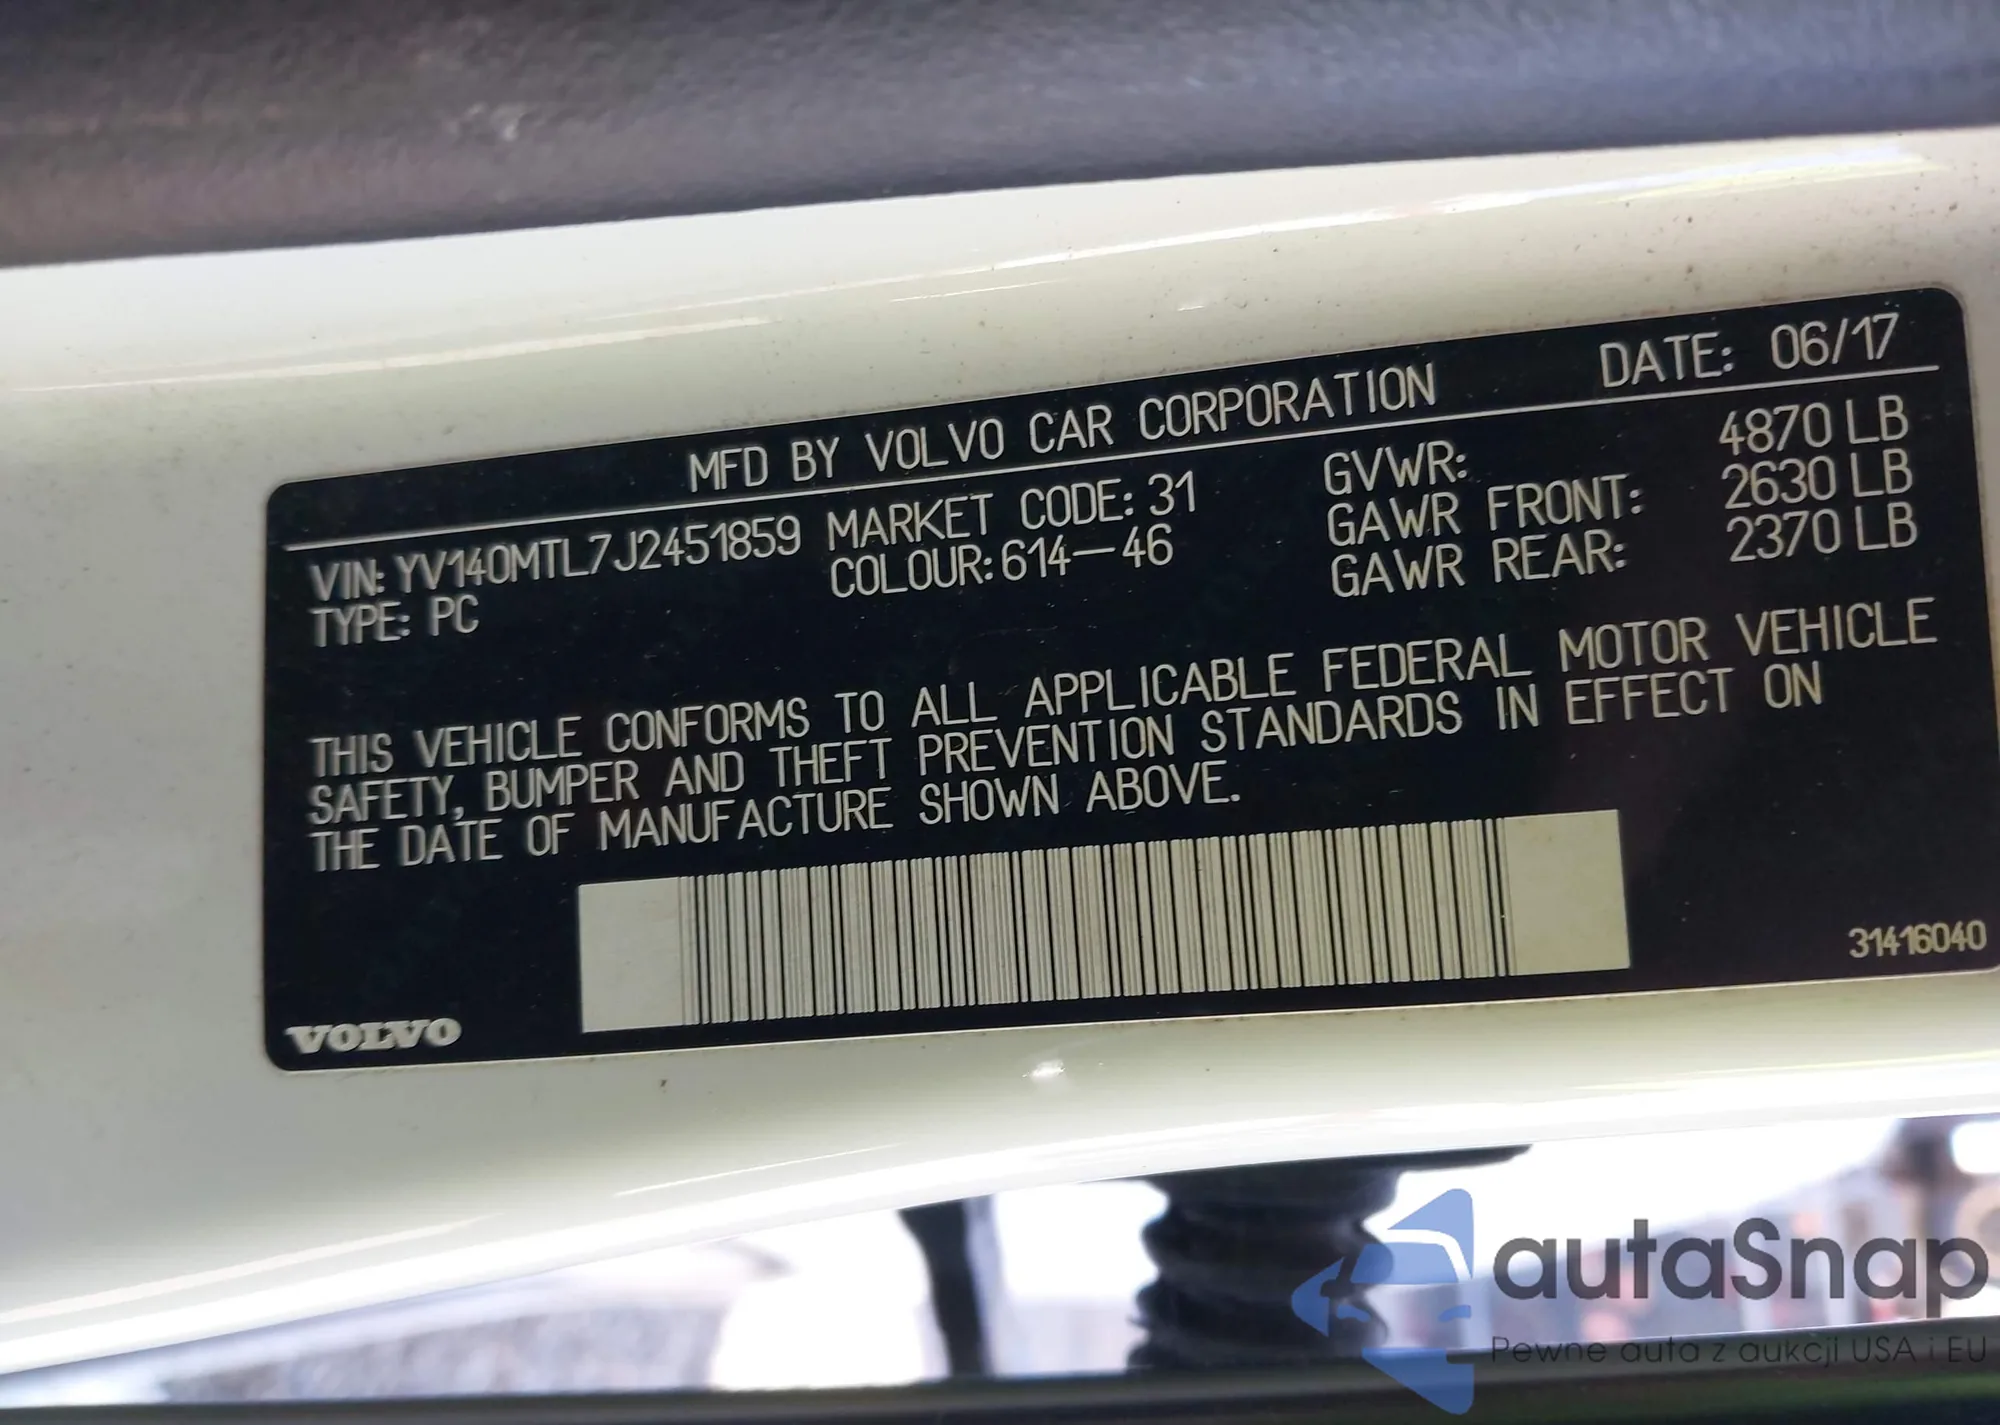 MFD BY VOLVO CAR CORPORATION DATE: 06/17
VIN: YV140MTL7J2451859 MARKET CODE: 31 GVWR: 4870 LB
TYPE: PC COLOUR: 614-46 GAWR FRONT: 2630 LB
GAWR REAR: 2370 LB
THIS VEHICLE CONFORMS TO ALL APPLICABLE FEDERAL MOTOR VEHICLE
SAFETY, BUMPER AND THEFT PREVENTION STANDARDS IN EFFECT ON
THE DATE OF MANUFACTURE SHOWN ABOVE.
31416040
VOLVO
autaSnap
Pewne auta z aukcji USA i EU